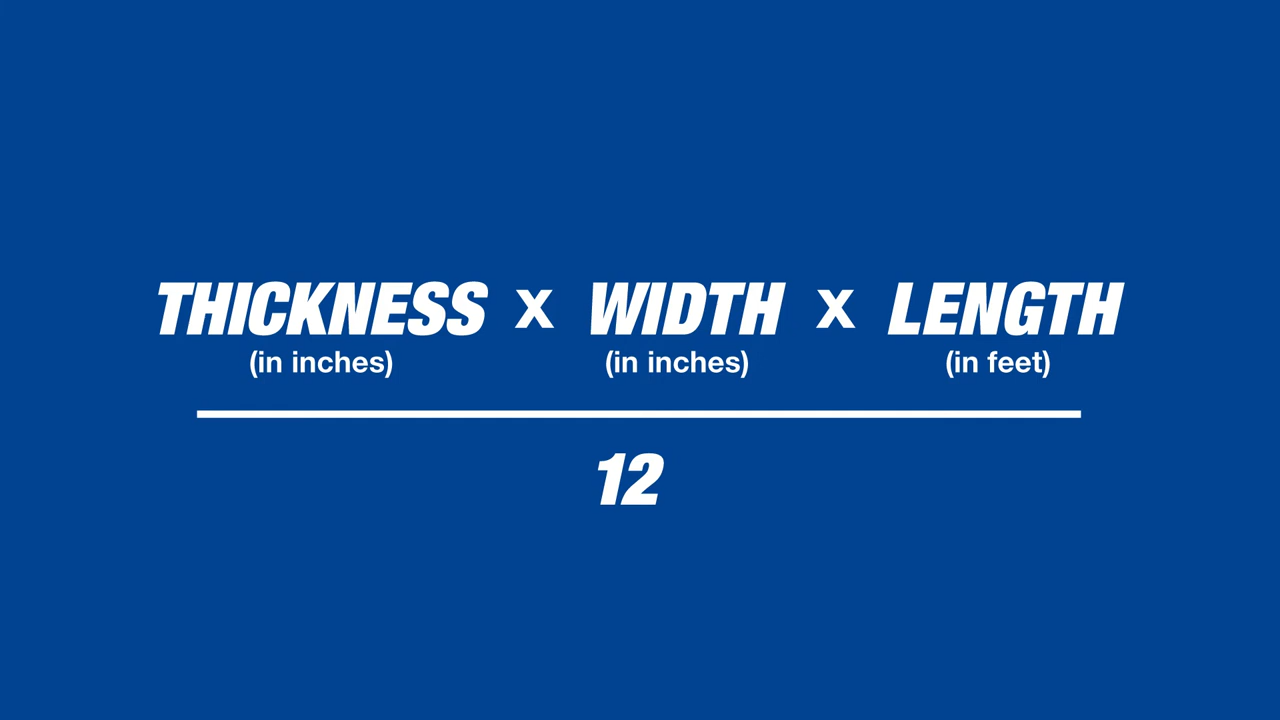 THICKNESS x WIDTH x LENGTH
(in inches) (in inches) (in feet)
12